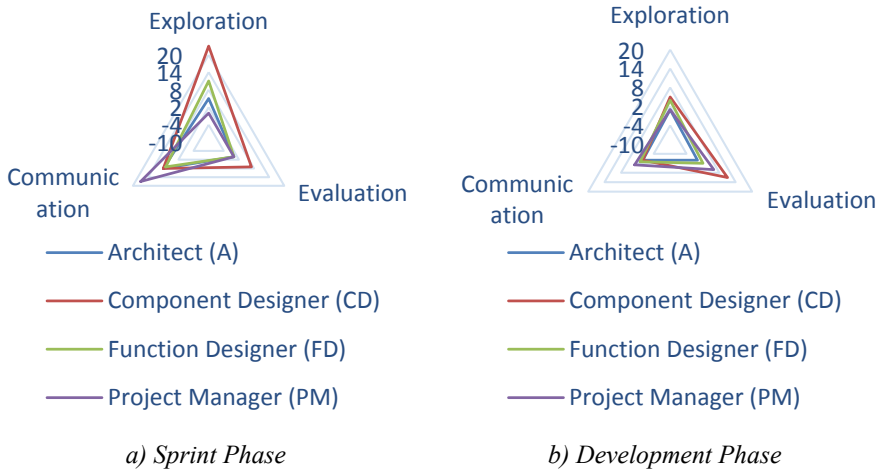 Exploration
20
14
8
2
-4
-10
Communic
ation
Evaluation
Architect (A)
Component Designer (CD)
Function Designer (FD)
Project Manager (PM)
a) Sprint Phase
Exploration
20
14
8
2
-4
-10
Communic
ation
Evaluation
Architect (A)
Component Designer (CD)
Function Designer (FD)
Project Manager (PM)
b) Development Phase